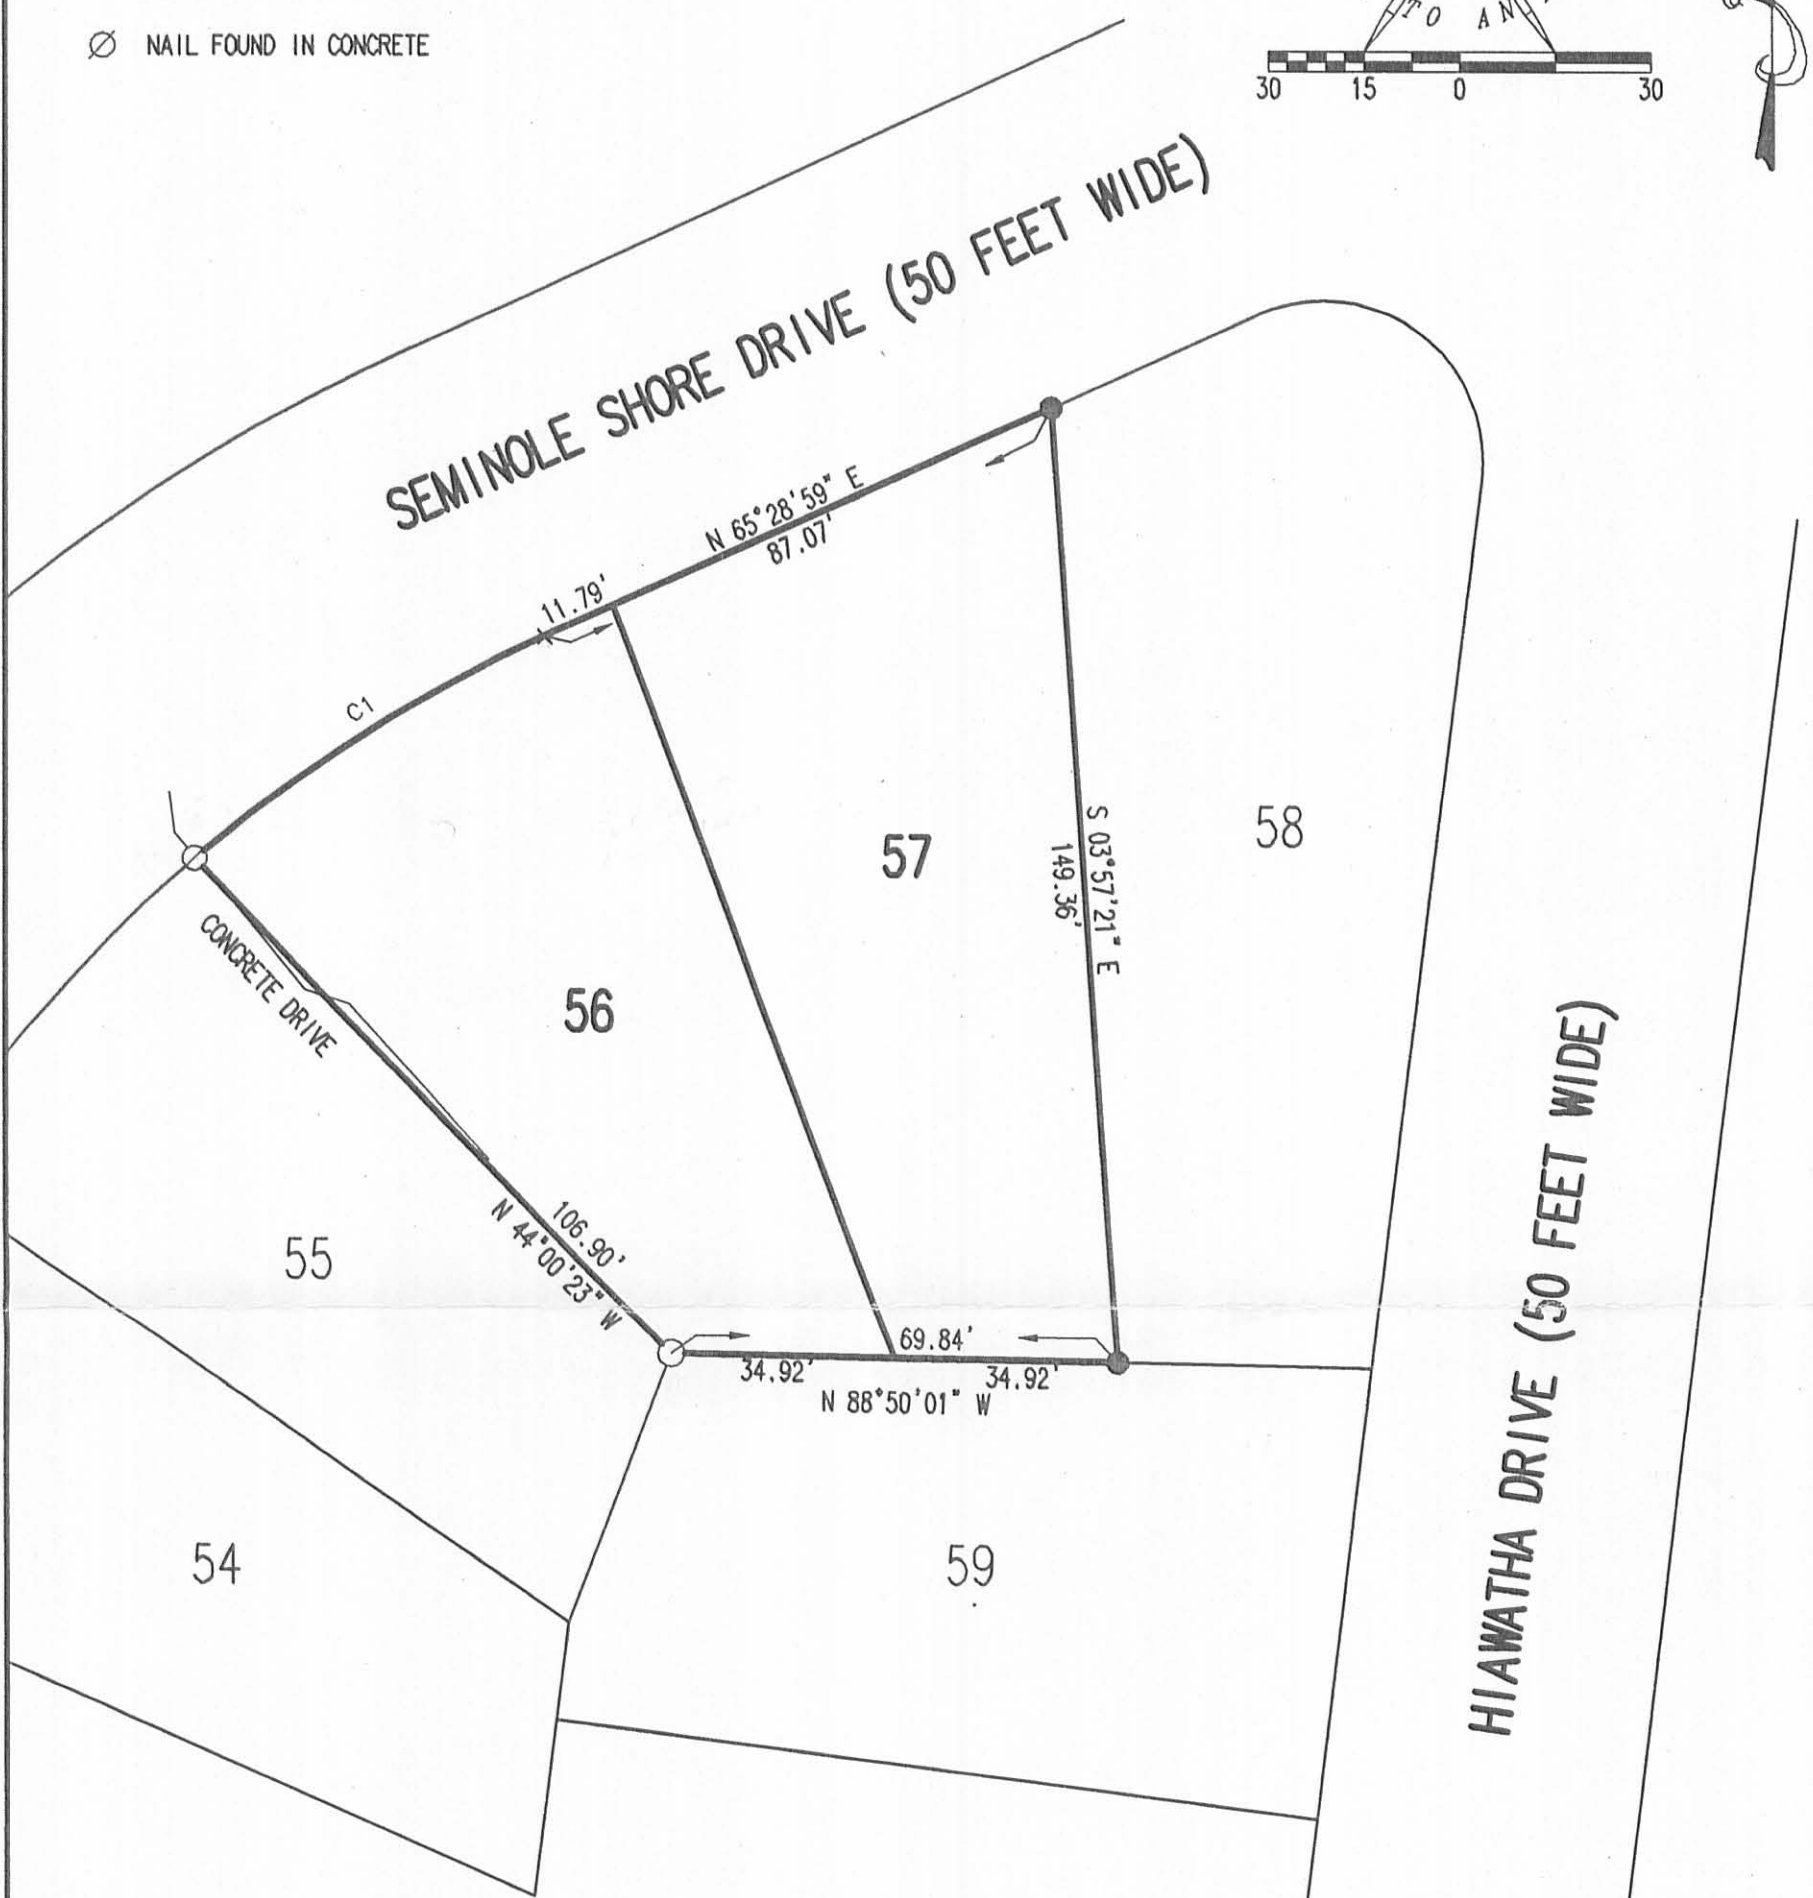 Ø NAIL FOUND IN CONCRETE
TO AN
30 15 0 30
SEMINOLE SHORE DRIVE (50 FEET WIDE)
N 65°28'59" E
87.07'
11.79'
C1
57
58
S 03°57'21" E
149.36'
56
CONCRETE DRIVE
106.90'
N 44°00'23" W
55
69.84'
34.92'
34.92'
N 88°50'01" W
54
59
HIAWATHA DRIVE (50 FEET WIDE)